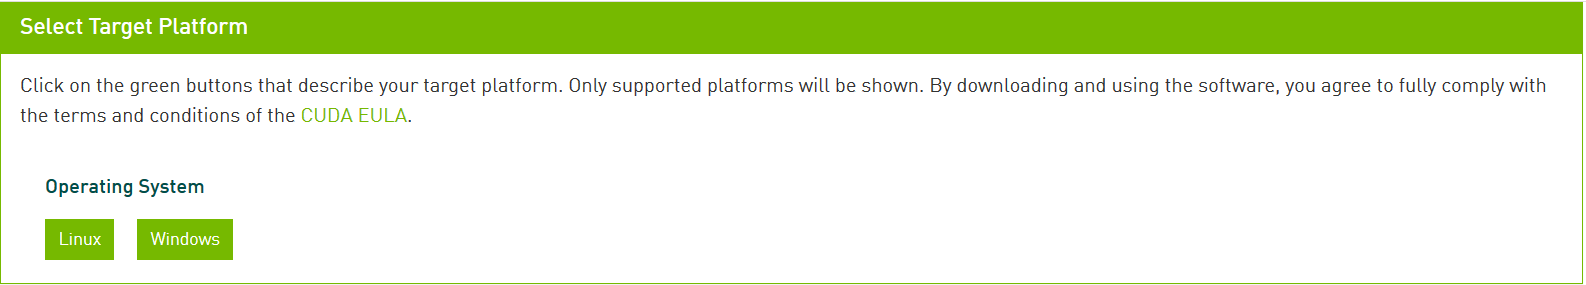 Select Target Platform
Click on the green buttons that describe your target platform. Only supported platforms will be shown. By downloading and using the software, you agree to fully comply with
the terms and conditions of the CUDA EULA.
Operating System
Linux Windows